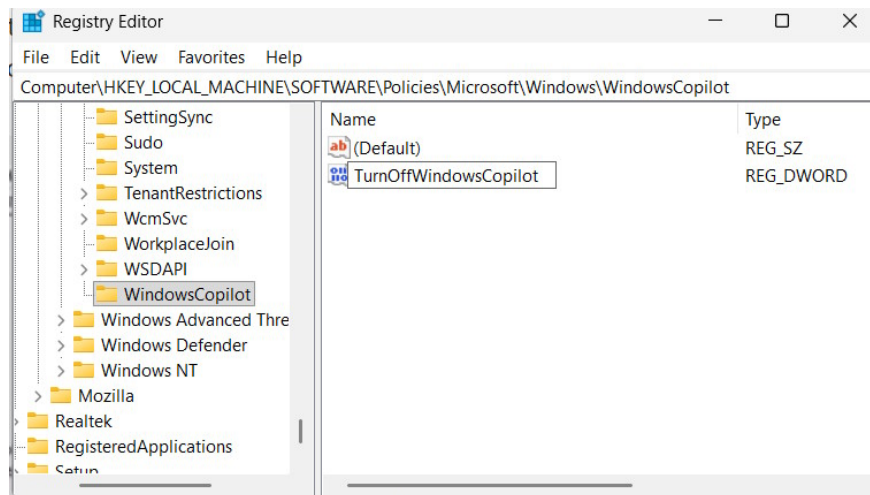 Registry Editor
File Edit View Favorites Help
Computer\HKEY_LOCAL_MACHINE\SOFTWARE\Policies\Microsoft\Windows\WindowsCopilot
SettingSync
Sudo
System
TenantRestrictions
WcmSvc
WorkplaceJoin
WSDAPI
WindowsCopilot
Windows Advanced Thre
Windows Defender
Windows NT
Mozilla
Realtek
RegisteredApplications
Setup
Name Type
(Default) REG_SZ
TurnOffWindowsCopilot REG_DWORD